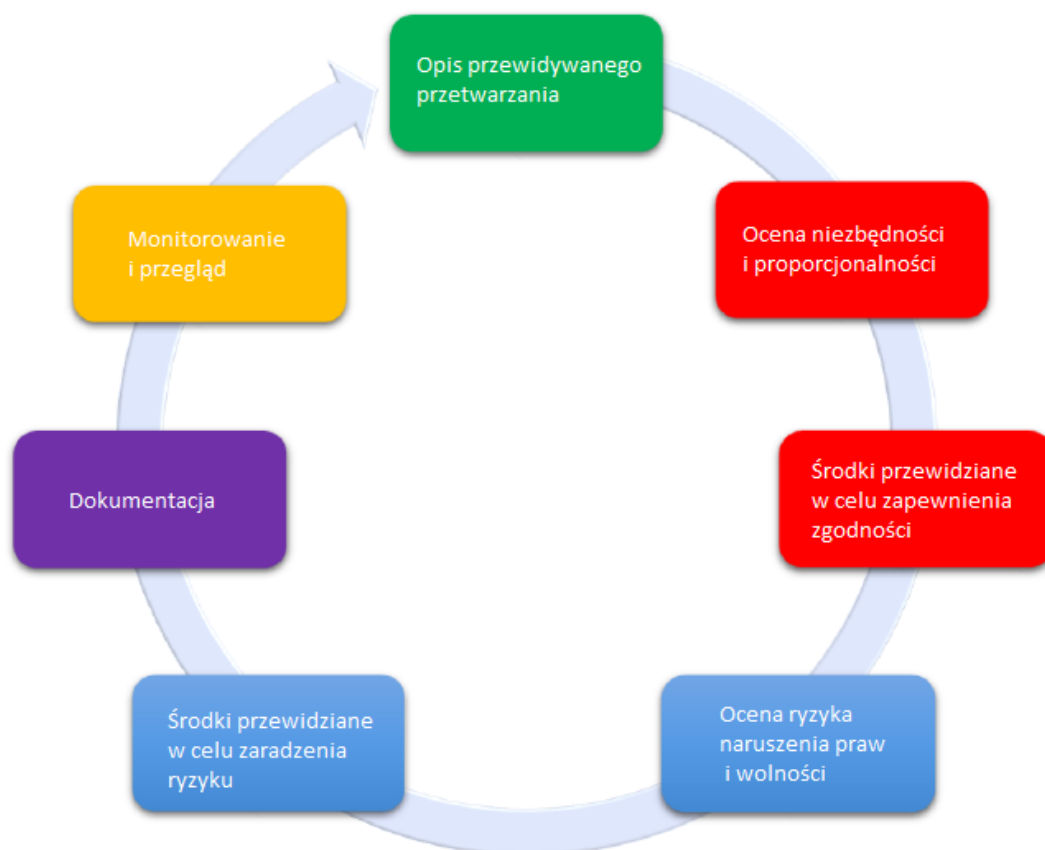 Opis przewidywanego
przetwarzania
Ocena niezbędności
i proporcjonalności
Środki przewidziane
w celu zapewnienia
zgodności
Ocena ryzyka
naruszenia praw
i wolności
Środki przewidziane
w celu zaradzenia
ryzyku
Dokumentacja
Monitorowanie
i przegląd